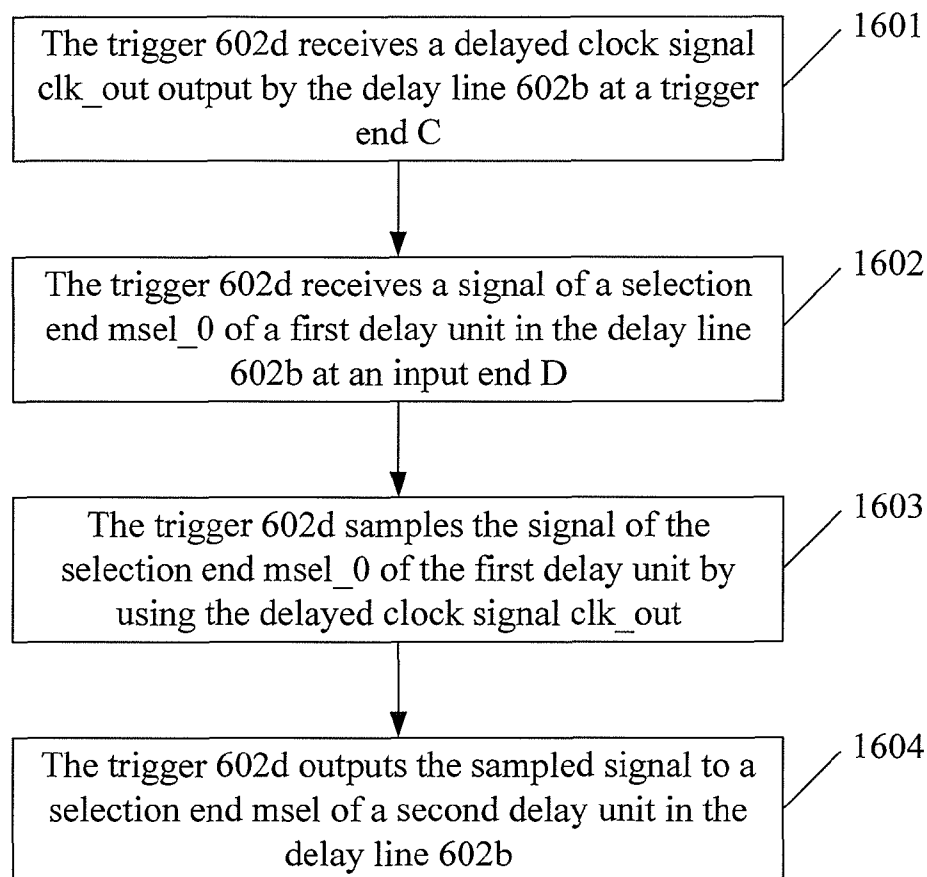 The trigger 602d receives a delayed clock signal
clk_out output by the delay line 602b at a trigger
end C
1601
The trigger 602d receives a signal of a selection
end msel_0 of a first delay unit in the delay line
602b at an input end D
1602
The trigger 602d samples the signal of the
selection end msel_0 of the first delay unit by
using the delayed clock signal clk_out
1603
The trigger 602d outputs the sampled signal to a
selection end msel of a second delay unit in the
delay line 602b
1604